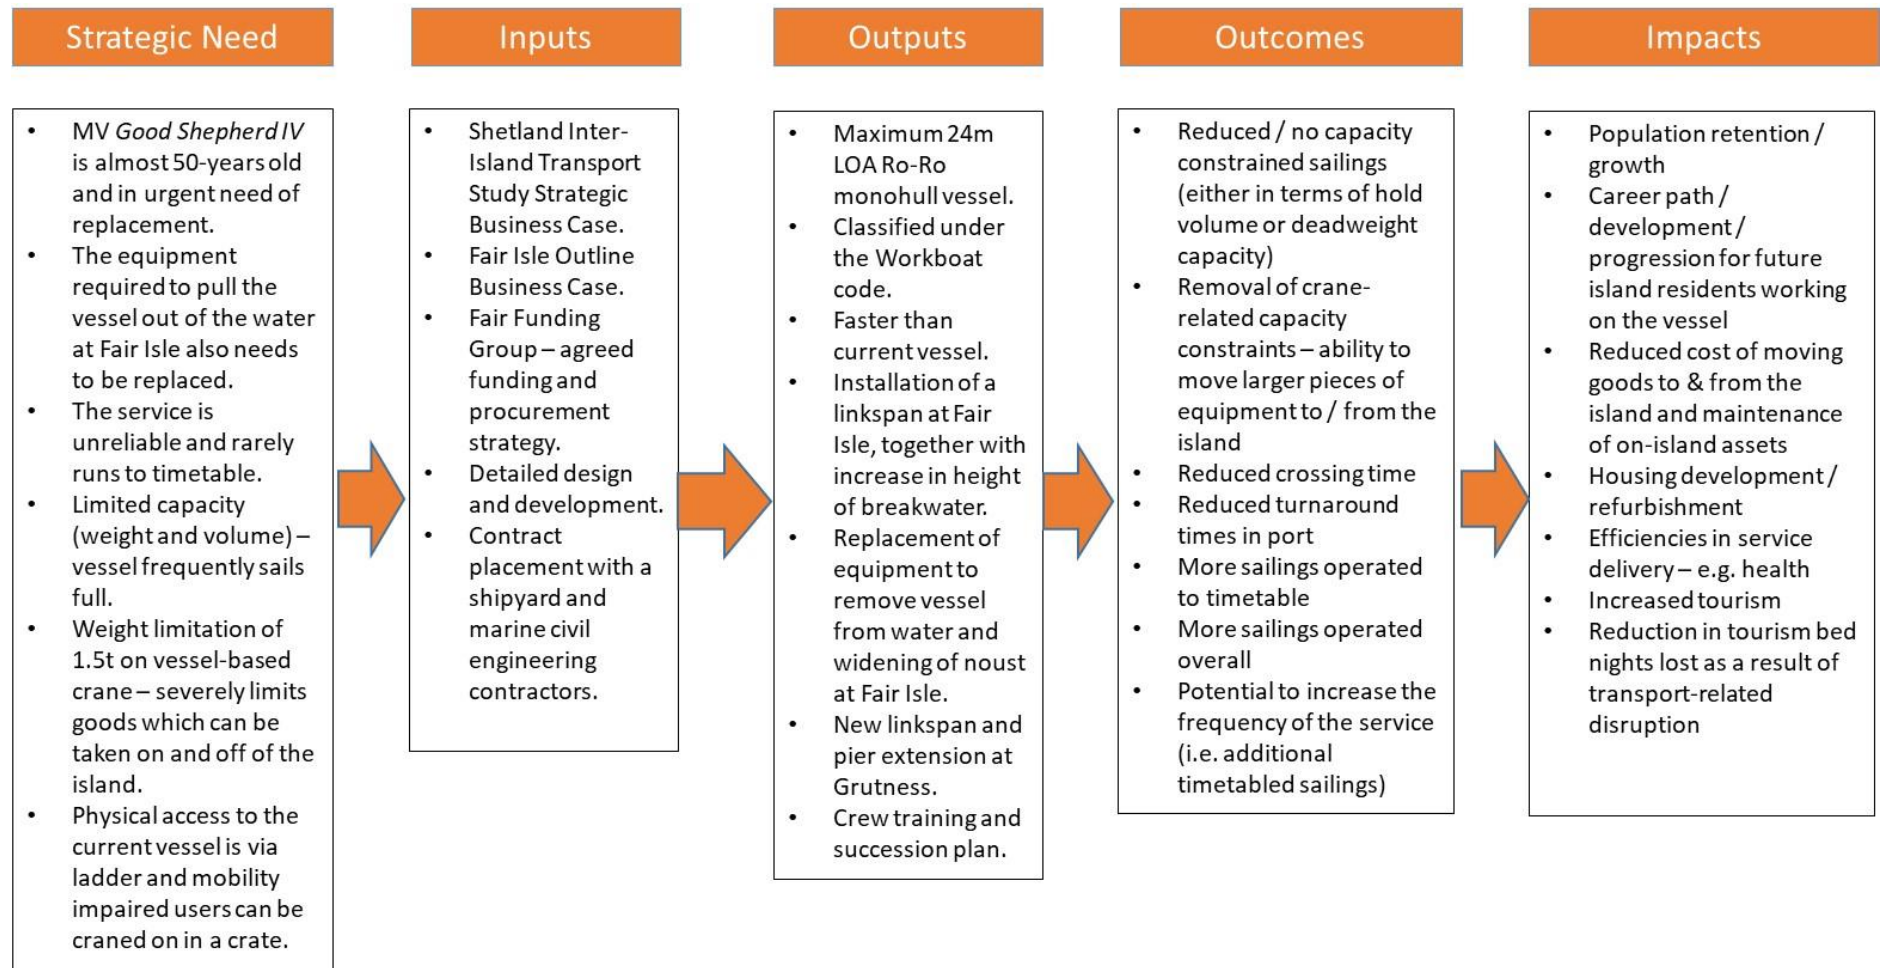 Strategic Need
Inputs
Outputs
Outcomes
Impacts
• MV Good Shepherd IV
is almost 50-years old
and in urgent need of
replacement.
• The equipment
required to pull the
vessel out of the water
at Fair Isle also needs
to be replaced.
• The service is
unreliable and rarely
runs to timetable.
• Limited capacity
(weight and volume) –
vessel frequently sails
full.
• Weight limitation of
1.5t on vessel-based
crane – severely limits
goods which can be
taken on and off of the
island.
• Physical access to the
current vessel is via
ladder and mobility
impaired users can be
craned on in a crate.
• Shetland Inter-
Island Transport
Study Strategic
Business Case.
• Fair Isle Outline
Business Case.
• Fair Funding
Group – agreed
funding and
procurement
strategy.
• Detailed design
and development.
• Contract
placement with a
shipyard and
marine civil
engineering
contractors.
• Maximum 24m
LOA Ro-Ro
monohull vessel.
• Classified under
the Workboat
code.
• Faster than
current vessel.
• Installation of a
linkspan at Fair
Isle, together with
increase in height
of breakwater.
• Replacement of
equipment to
remove vessel
from water and
widening of noust
at Fair Isle.
• New linkspan and
pier extension at
Grutness.
• Crew training and
succession plan.
• Reduced / no capacity
constrained sailings
(either in terms of hold
volume or deadweight
capacity)
• Removal of crane-
related capacity
constraints – ability to
move larger pieces of
equipment to / from the
island
• Reduced crossing time
• Reduced turnaround
times in port
• More sailings operated
to timetable
• More sailings operated
overall
• Potential to increase the
frequency of the service
(i.e. additional
timetabled sailings)
• Population retention /
growth
• Career path /
development /
progression for future
island residents working
on the vessel
• Reduced cost of moving
goods to & from the
island and maintenance
of on-island assets
• Housing development /
refurbishment
• Efficiencies in service
delivery – e.g. health
• Increased tourism
• Reduction in tourism bed
nights lost as a result of
transport-related
disruption